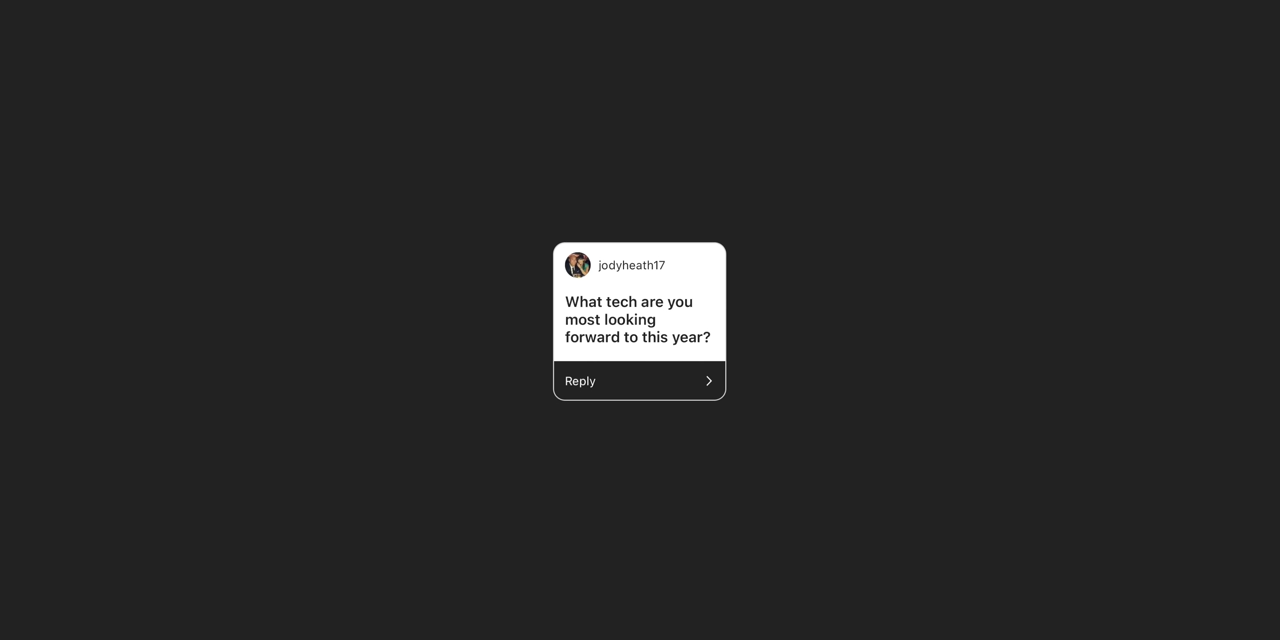 jodyheath17
What tech are you
most looking
forward to this year?
Reply